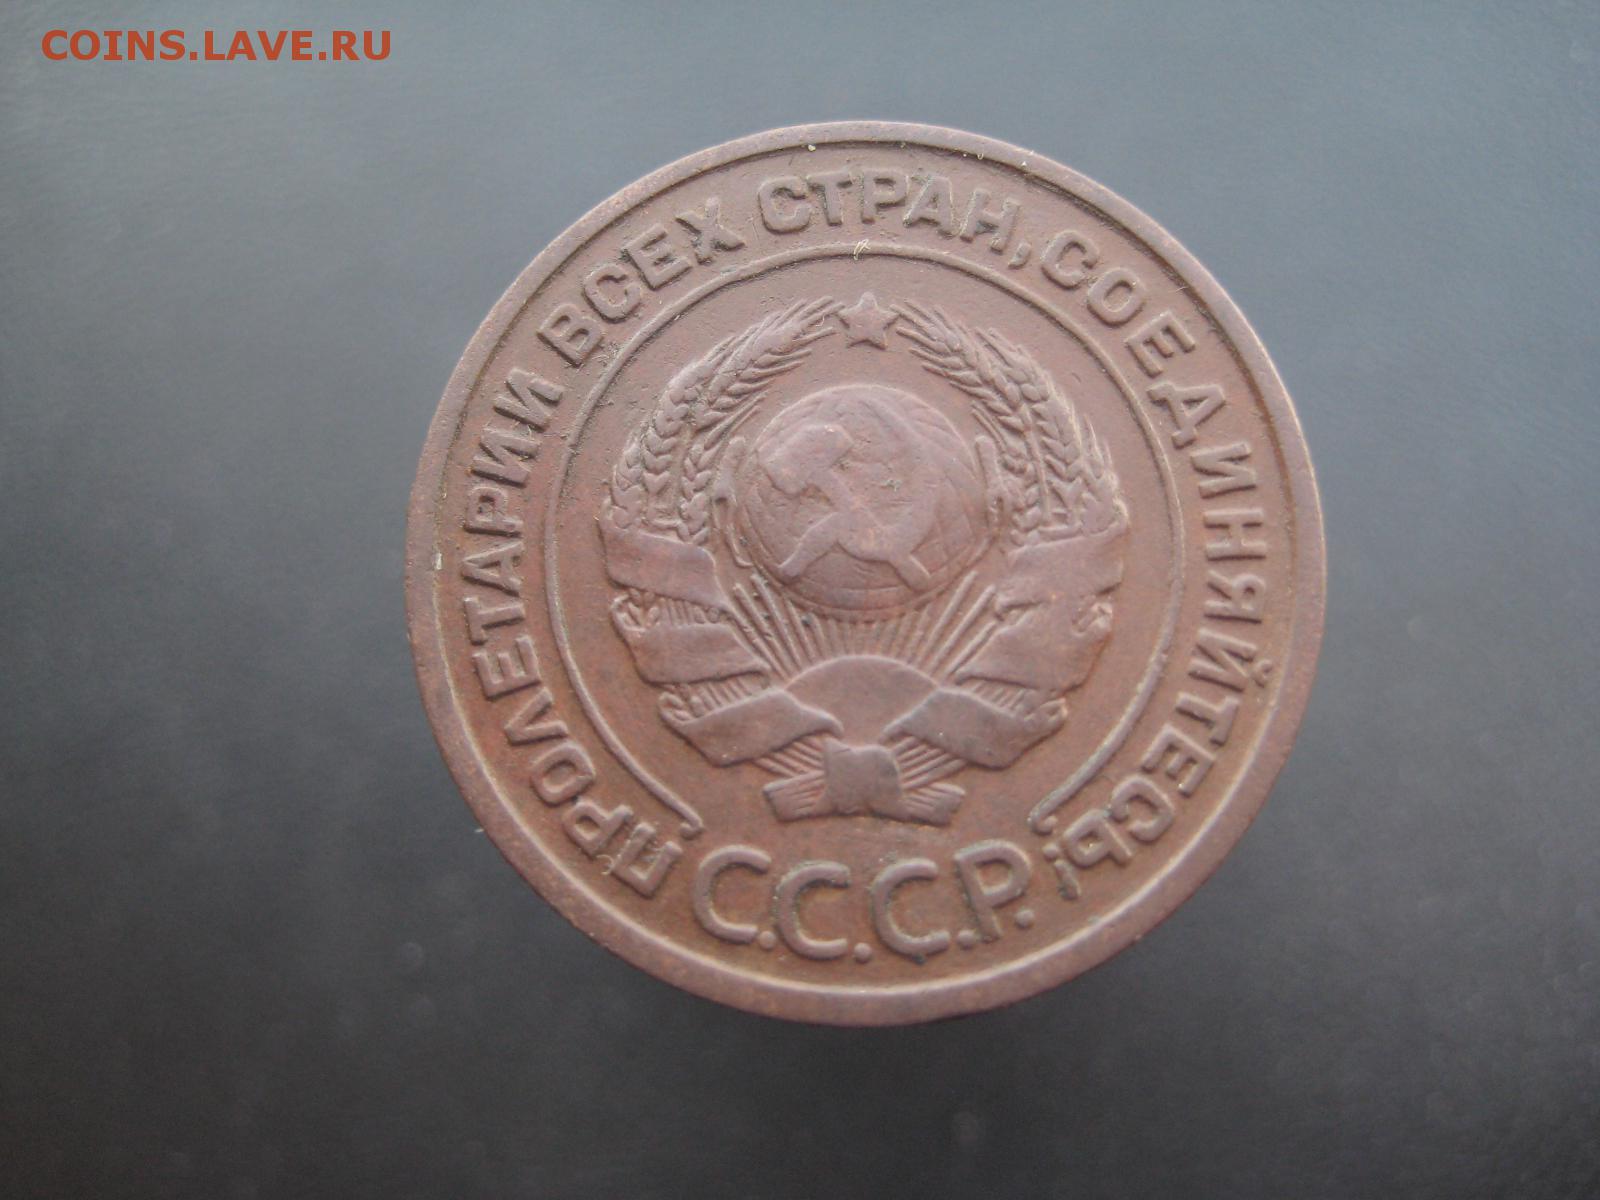 COINS.LAVE.RU
ПРОЛЕТАРИИ ВСЕХ СТРАН, СОЕДИНЯЙТЕСЬ!
С.С.С.Р.